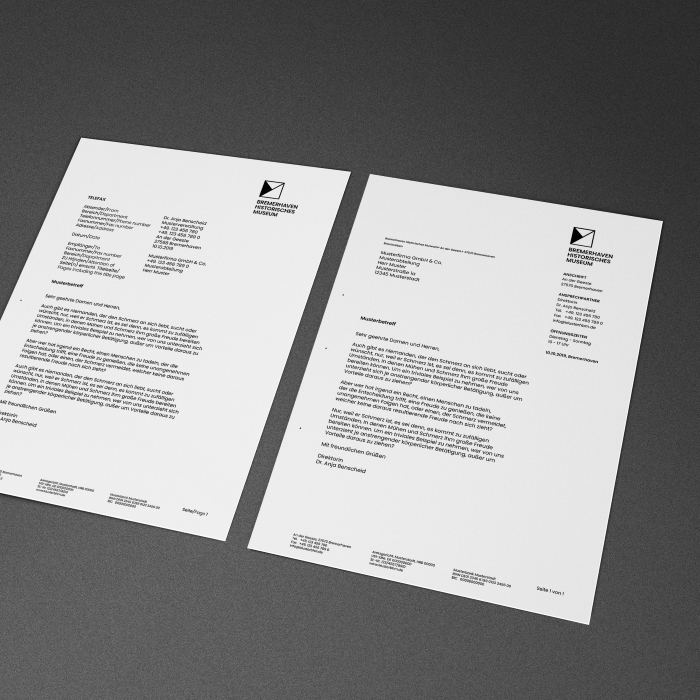 TELEFAX
Absender/From
Bereich/Department
Telefonnummer/Phone number
Faxnummer/Fax number
Adresse/Address
Datum/Date
Empfänger/To
Faxnummer/Fax number
Bereich/Department
Zu Händen/Attention of
Seite(n) einschl. Titelseite/
Pages including title page
Dr. Anja Benscheid
Musterverwaltung
+49. 123 456 789
+49. 123 456 789 0
An der Geeste
27588 Bremerhaven
10.15.2019
Musterfirma GmbH & Co.
Musterabteilung
Herr Muster
BREMERHAVEN
HISTORISCHES
MUSEUM
Musterbetreff
Sehr geehrte Damen und Herren,
Auch gibt es niemanden, der den Schmerz an sich liebt, sucht oder
wünscht, nur, weil er Schmerz ist, es sei denn, es kommt zu zufälligen
Umständen, in denen Mühen und Schmerz ihm große Freude bereiten
können. Um ein triviales Beispiel zu nehmen, wer von uns unterzieht sich
je anstrengender körperlicher Betätigung, außer um Vorteile daraus zu
ziehen?
Aber wer hat irgend ein Recht, einen Menschen zu tadeln, der die
Entscheidung trifft, eine Freude zu genießen, die keine unangenehmen
Folgen hat, oder einen, der Schmerz vermeidet, welcher keine daraus
resultierende Freude nach sich zieht?
Auch gibt es niemanden, der den Schmerz an sich liebt, sucht oder
wünscht, nur, weil er Schmerz ist, es sei denn, es kommt zu zufälligen
Umständen, in denen Mühen und Schmerz ihm große Freude bereiten
können. Um ein triviales Beispiel zu nehmen, wer von uns unterzieht sich
je anstrengender körperlicher Betätigung, außer um Vorteile daraus zu
ziehen?
Mit freundlichen Grüßen
Anja Benscheid
Seite/Page 1
BREMERHAVEN
HISTORISCHES
MUSEUM
Musterfirma GmbH & Co.
Musterabteilung
Herr Muster
Musterstraße 1a
12345 Musterstadt
ANSCHRIFT
An der Geeste
27570 Bremerhaven
ANSPRECHPARTNER
Direktorin
Dr. Anja Benscheid
Tel. +49. 123 456 789
Fax. +49. 123 456 789 0
ÖFFNUNGSZEITEN
Dienstag - Sonntag
10 - 17 Uhr
10.15.2019, Bremerhaven
Musterbetreff
Sehr geehrte Damen und Herren,
Auch gibt es niemanden, der den Schmerz an sich liebt, sucht oder
wünscht, nur, weil er Schmerz ist, es sei denn, es kommt zu zufälligen
Umständen, in denen Mühen und Schmerz ihm große Freude
bereiten können. Um ein triviales Beispiel zu nehmen, wer von uns
unterzieht sich je anstrengender körperlicher Betätigung, außer um
Vorteile daraus zu ziehen?
Aber wer hat irgend ein Recht, einen Menschen zu tadeln,
der die Entscheidung trifft, eine Freude zu genießen, die keine
unangenehmen Folgen hat, oder einen, der Schmerz vermeidet,
welcher keine daraus resultierende Freude nach sich zieht?
Nur, weil er Schmerz ist, es sei denn, es kommt zu zufälligen
Umständen, in denen Mühen und Schmerz ihm große Freude
bereiten können. Um ein triviales Beispiel zu nehmen, wer von uns
unterzieht je anstrengender körperlicher Betätigung, außer um
Vorteile daraus zu ziehen?
Mit freundlichen Grüßen
Direktorin
Dr. Anja Benscheid
An der Geeste, 27570 Bremerhaven
Tel. +49. 123 456 789
Fax. +49. 123 456 789 0
Seite 1 von 1